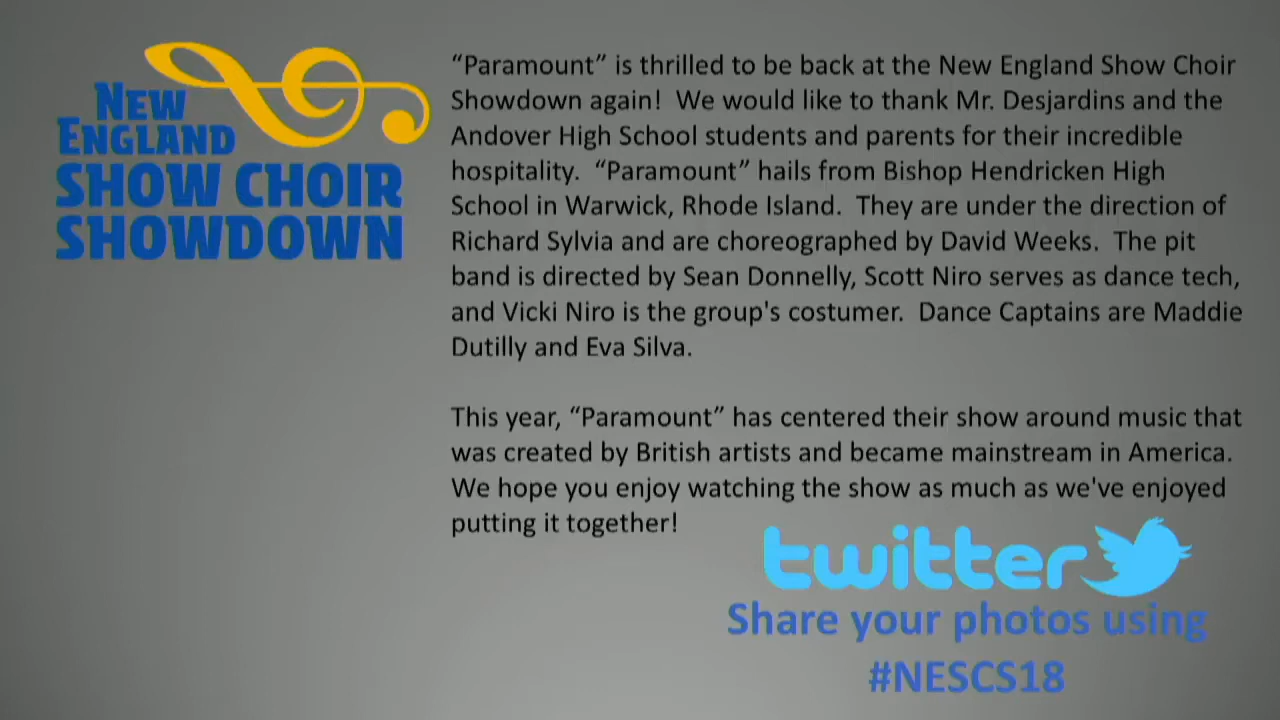 NEW
ENGLAND
SHOW CHOIR
SHOWDOWN
“Paramount” is thrilled to be back at the New England Show Choir
Showdown again!  We would like to thank Mr. Desjardins and the
Andover High School students and parents for their incredible
hospitality.  “Paramount” hails from Bishop Hendricken High
School in Warwick, Rhode Island.  They are under the direction of
Richard Sylvia and are choreographed by David Weeks.  The pit
band is directed by Sean Donnelly, Scott Niro serves as dance tech,
and Vicki Niro is the group's costumer.  Dance Captains are Maddie
Dutilly and Eva Silva.
This year, “Paramount” has centered their show around music that
was created by British artists and became mainstream in America.
We hope you enjoy watching the show as much as we've enjoyed
putting it together!
twitter
Share your photos using
#NESCS18